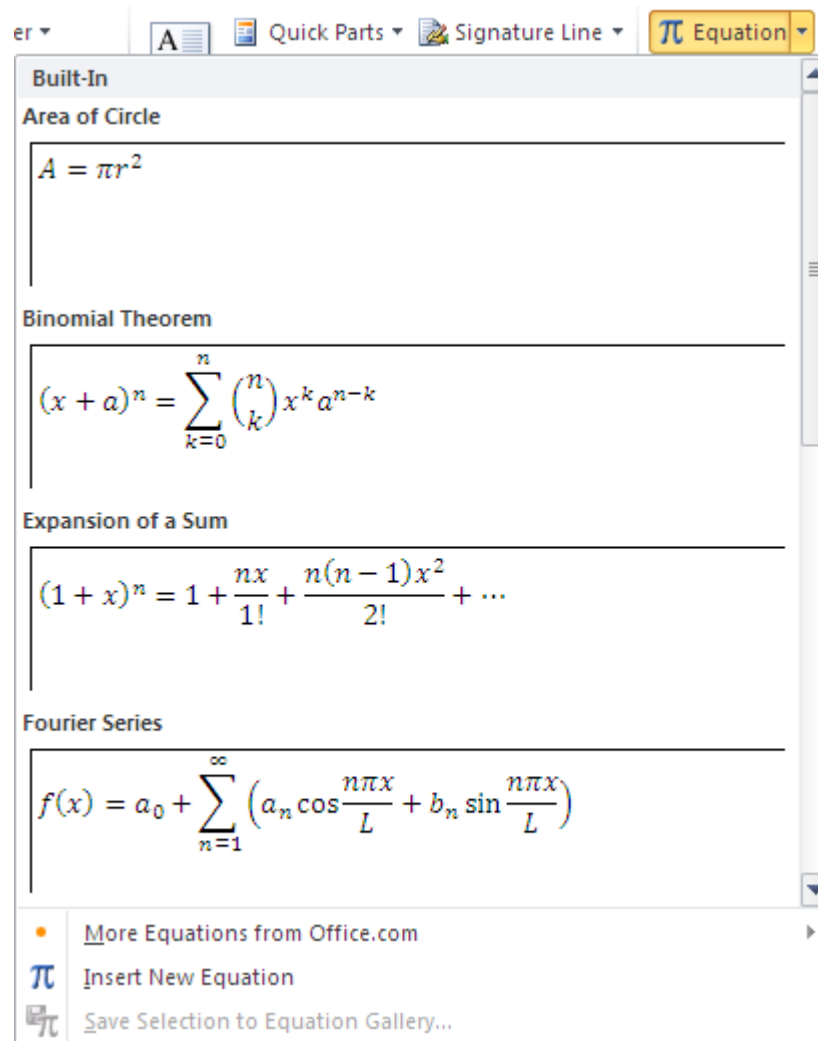 er Quick Parts Signature Line π Equation
A
Built-In
Area of Circle
A = πr²
Binomial Theorem
(x + a)ⁿ = ∑ₖ₌₀ⁿ (n k) xᵏaⁿ⁻ᵏ
Expansion of a Sum
(1 + x)ⁿ = 1 + nx/1! + n(n − 1)x²/2! + ⋯
Fourier Series
f(x) = a₀ + ∑ₙ₌₁^∞ (aₙ cos nπx/L + bₙ sin nπx/L)
More Equations from Office.com
π Insert New Equation
π Save Selection to Equation Gallery...